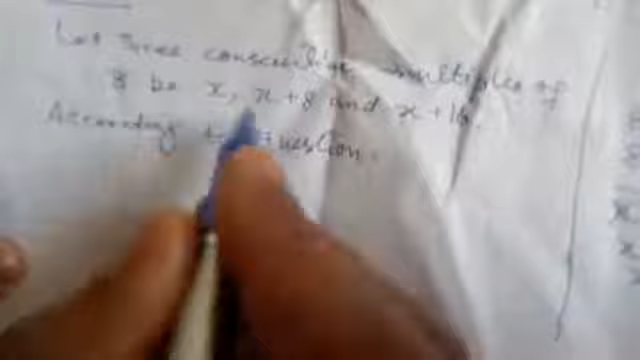 Let three consecutive multiples of
8 be x, x+8 and x+16.
According to question.